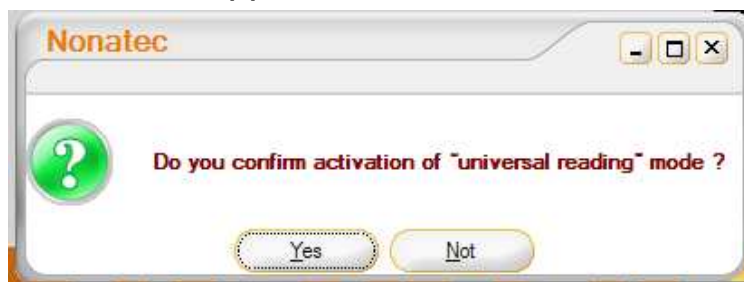 Nonatec
Do you confirm activation of "universal reading" mode ?
Yes
Not